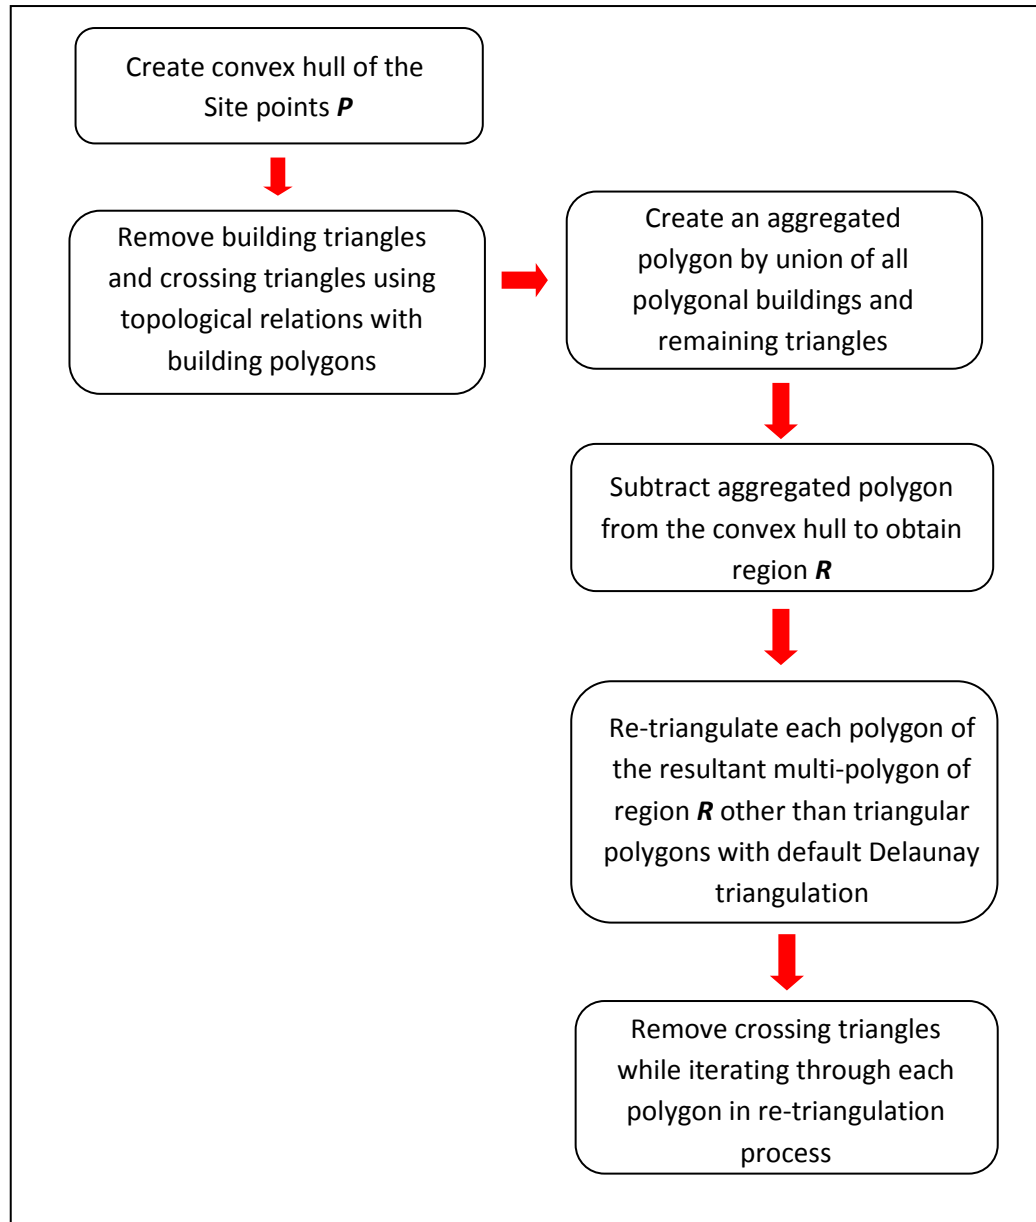 Create convex hull of the
Site points P
Remove building triangles
and crossing triangles using
topological relations with
building polygons
Create an aggregated
polygon by union of all
polygonal buildings and
remaining triangles
Subtract aggregated polygon
from the convex hull to obtain
region R
Re-triangulate each polygon of
the resultant multi-polygon of
region R other than triangular
polygons with default Delaunay
triangulation
Remove crossing triangles
while iterating through each
polygon in re-triangulation
process